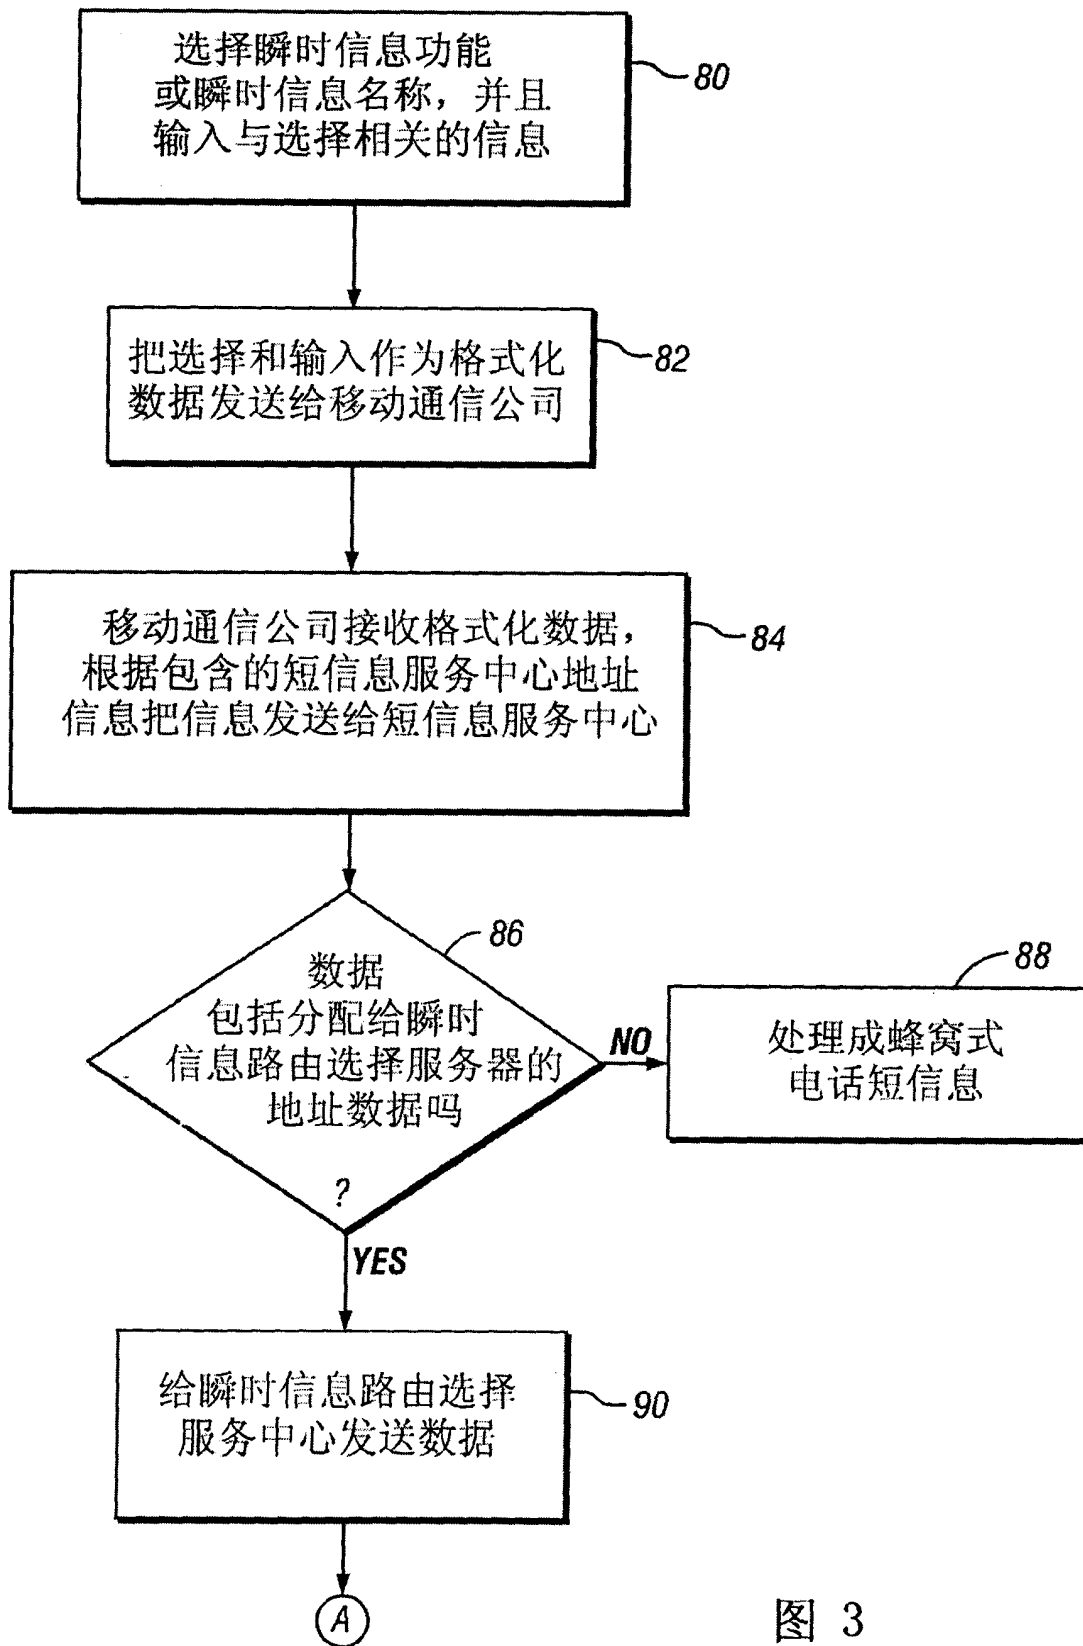 选择瞬时信息功能
或瞬时信息名称，并且
输入与选择相关的信息
80
把选择和输入作为格式化
数据发送给移动通信公司
82
移动通信公司接收格式化数据，
根据包含的短信息服务中心地址
信息把信息发送给短信息服务中心
84
数据
包括分配给瞬时
信息路由选择服务器的
地址数据吗
?
86
NO
处理成蜂窝式
电话短信息
88
YES
给瞬时信息路由选择
服务中心发送数据
90
A
图 3